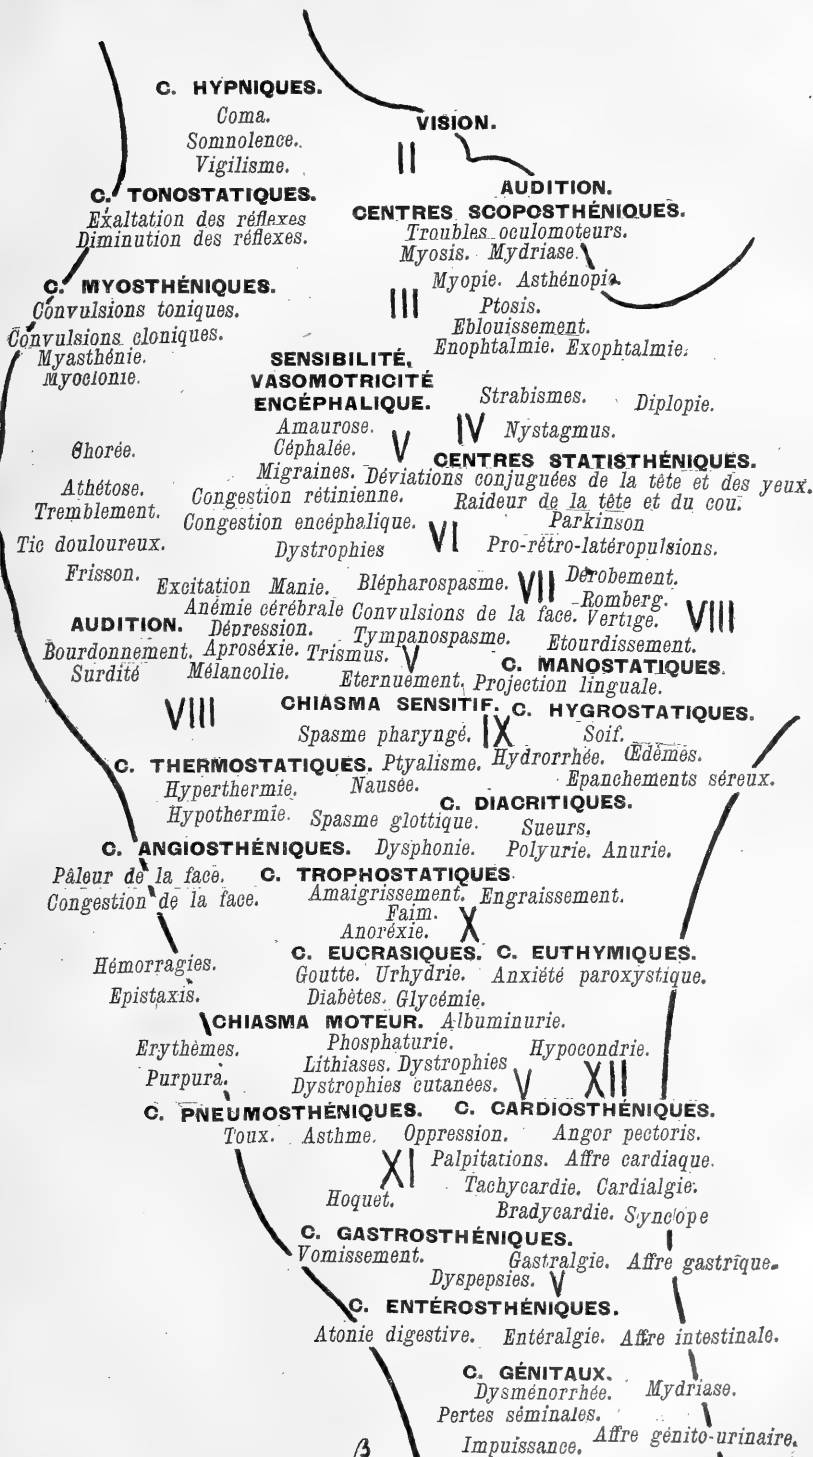 C. HYPNIQUES.
Coma.
VISION.
Somnolence.
II
Vigilisme.
AUDITION.
C. TONOSTATIQUES.
CENTRES SCOPOSTHÉNIQUES.
Exaltation des réflexes
Troubles oculomoteurs.
Diminution des réflexes.
Myosis. Mydriase.
Myopie. Asthénopie.
C. MYOSTHÉNIQUES.
III
Convulsions toniques.
Ptosis.
Eblouissement.
Convulsions cloniques.
Enophtalmie. Exophtalmie.
Myasthénie.
SENSIBILITÉ,
Myoclonie.
VASOMOTRICITÉ
ENCÉPHALIQUE.
Strabismes. Diplopie.
Amaurose.
IV Nystagmus.
Chorée.
Céphalée. V
CENTRES STATISTHÉNIQUES.
Migraines. Déviations conjuguées de la tête et des yeux.
Athétose.
Congestion rétinienne.
Raideur de la tête et du cou.
Tremblement.
Congestion encéphalique. VI
Parkinson
Tic douloureux.
Dystrophies
Pro-rétro-latéropulsions.
Frisson.
Excitation Manie. Blépharospasme. VII Dérobement.
Romberg.
Anémie cérébrale Convulsions de la face. Vertige. VIII
AUDITION. Dépression.
Tympanospasme. Etourdissement.
Bourdonnement. Aproséxie. Trismus. V
C. MANOSTATIQUES.
Surdité Mélancolie.
Eternuement. Projection linguale.
VIII
CHIASMA SENSITIF. C. HYGROSTATIQUES.
Spasme pharyngé. IX Soif.
Hydrorrhée. Œdèmes.
C. THERMOSTATIQUES. Ptyalisme.
Epanchements séreux.
Hyperthermie. Nausée.
C. DIACRITIQUES.
Hypothermie. Spasme glottique.
Sueurs.
C. ANGIOSTHÉNIQUES. Dysphonie. Polyurie. Anurie.
Pâleur de la face. C. TROPHOSTATIQUES
Congestion de la face. Amaigrissement. Engraissement.
Faim. X
Anoréxie.
C. EUCRASIQUES. C. EUTHYMIQUES.
Hémorragies.
Goutte. Urhydrie. Anxiété paroxystique.
Epistaxis.
Diabètes. Glycémie.
CHIASMA MOTEUR. Albuminurie.
Erythèmes.
Phosphaturie. Hypocondrie.
Lithiases. Dystrophies
Purpura.
Dystrophies cutanées. V XII
C. PNEUMOSTHÉNIQUES. C. CARDIOSTHÉNIQUES.
Toux. Asthme. Oppression. Angor pectoris.
XI Palpitations. Affre cardiaque.
Tachycardie. Cardialgie.
Hoquet.
Bradycardie. Syncope
C. GASTROSTHÉNIQUES.
Vomissement. Gastralgie. Affre gastrique.
Dyspepsies. V
C. ENTÉROSTHÉNIQUES.
Atonie digestive. Entéralgie. Affre intestinale.
C. GÉNITAUX.
Dysménorrhée. Mydriase.
Pertes séminales.
Impuissance. Affre génito-urinaire.
β